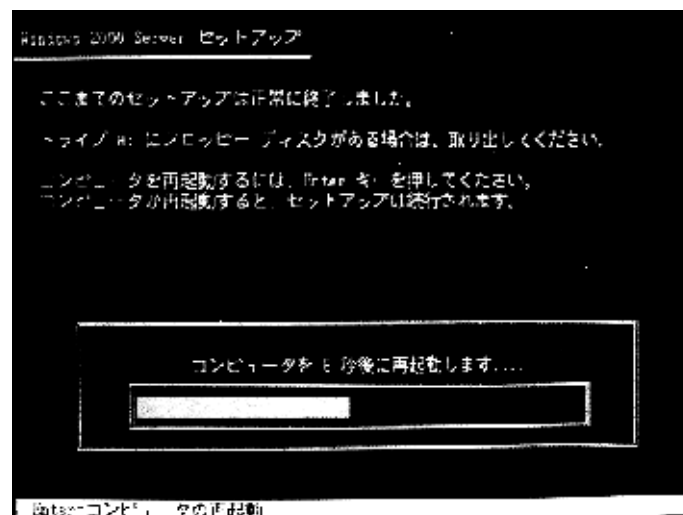 Windows 2000 Server セットアップ
ここまでのセットアップは正常に終了しました。
ドライブ A: にフロッピー ディスクがある場合は、取り出してください。
コンピュータを再起動するには、Enter キーを押してください。
コンピュータが再起動すると、セットアップは続行されます。
コンピュータを 秒後に再起動します....
Enter=コンピュータの再起動